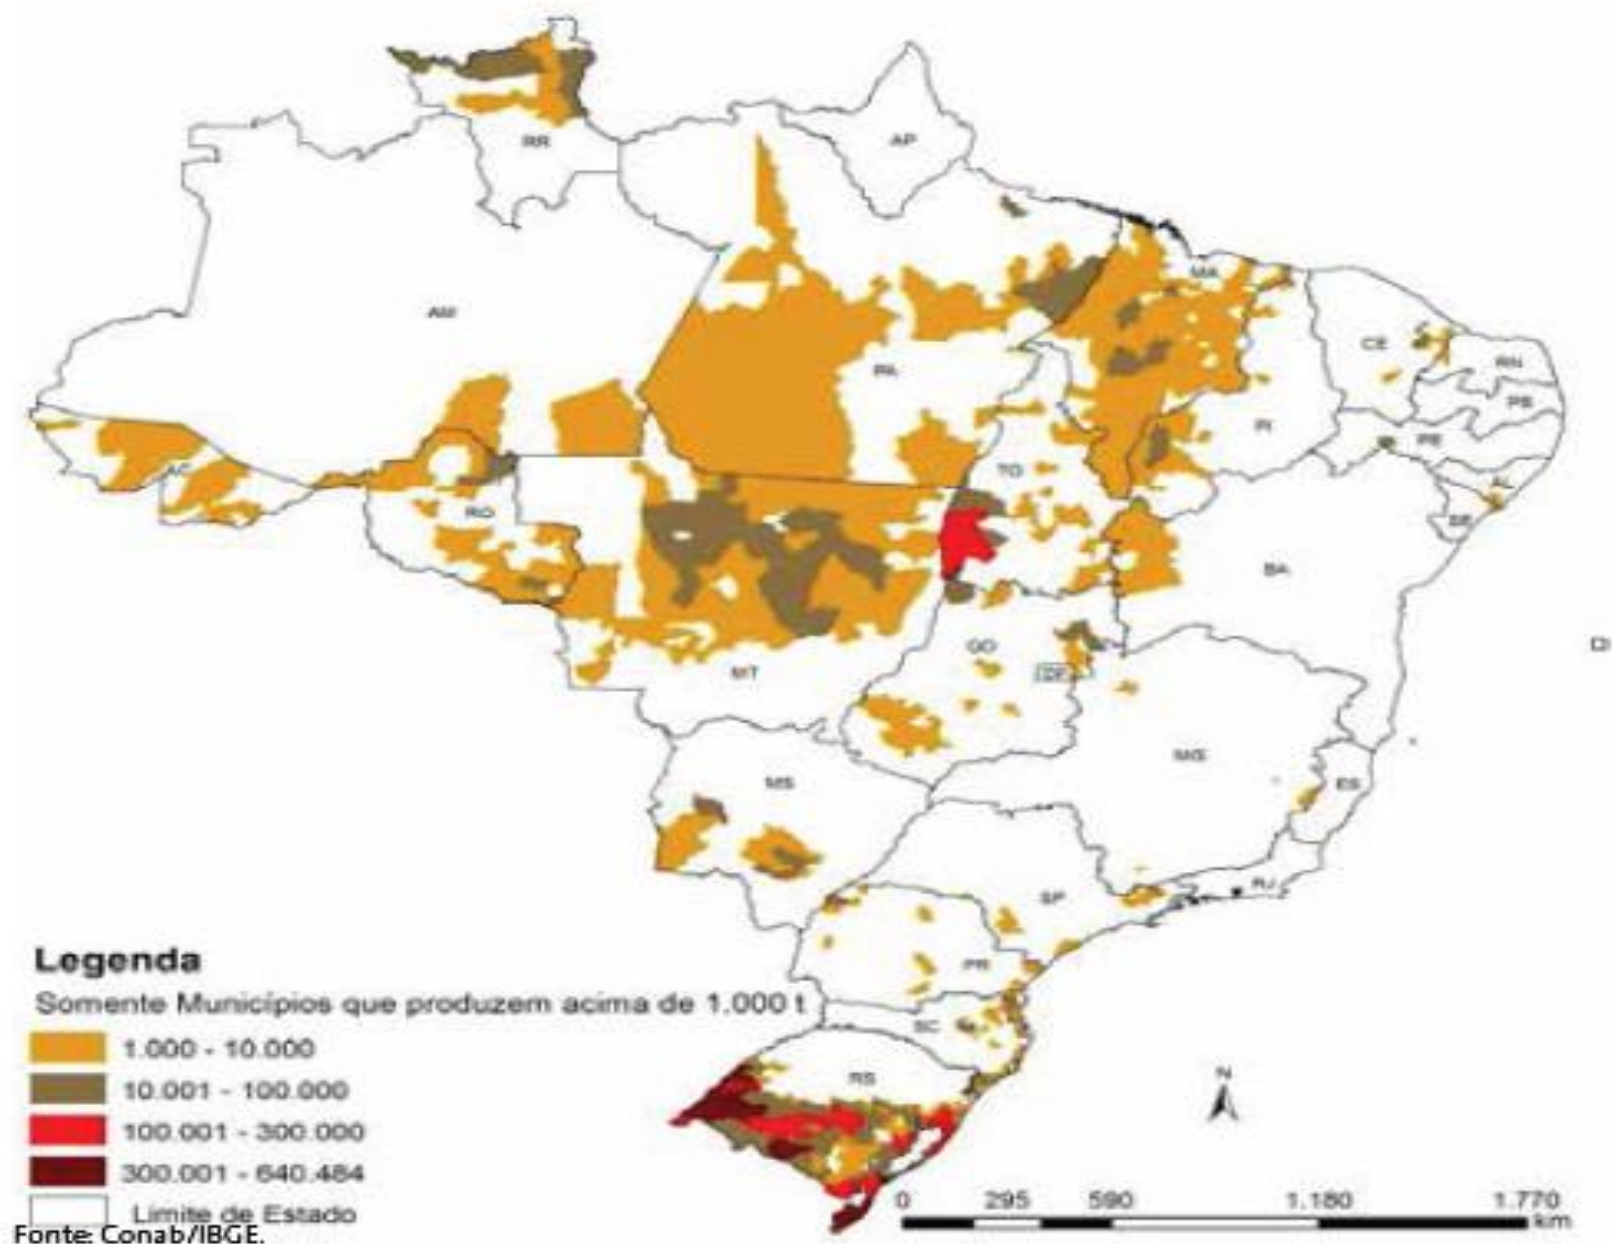 RR
AP
AM
MA
CE
RN
PA
PB
PI
PE
AC
TO
AL
RO
SE
BA
GO
DF
MT
MG
MS
ES
SP
RJ
PR
SC
RS
Legenda
Somente Municípios que produzem acima de 1.000 t
1.000 - 10.000
10.001 - 100.000
100.001 - 300.000
300.001 - 640.484
Limite de Estado
N
0 295 590 1.180 1.770
km
Fonte: Conab/IBGE.